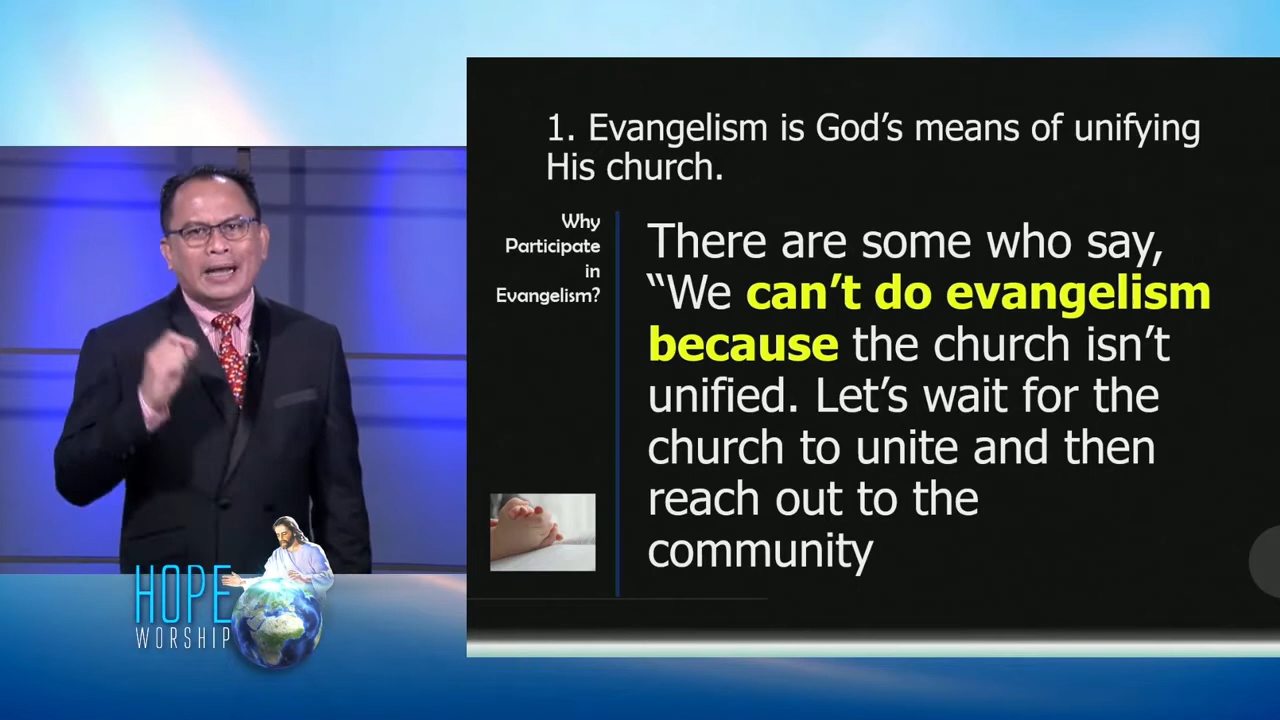 1. Evangelism is God’s means of unifying
His church.
Why
Participate
in
Evangelism?
There are some who say,
“We can’t do evangelism
because the church isn’t
unified. Let’s wait for the
church to unite and then
reach out to the
community
HOPE
WORSHIP